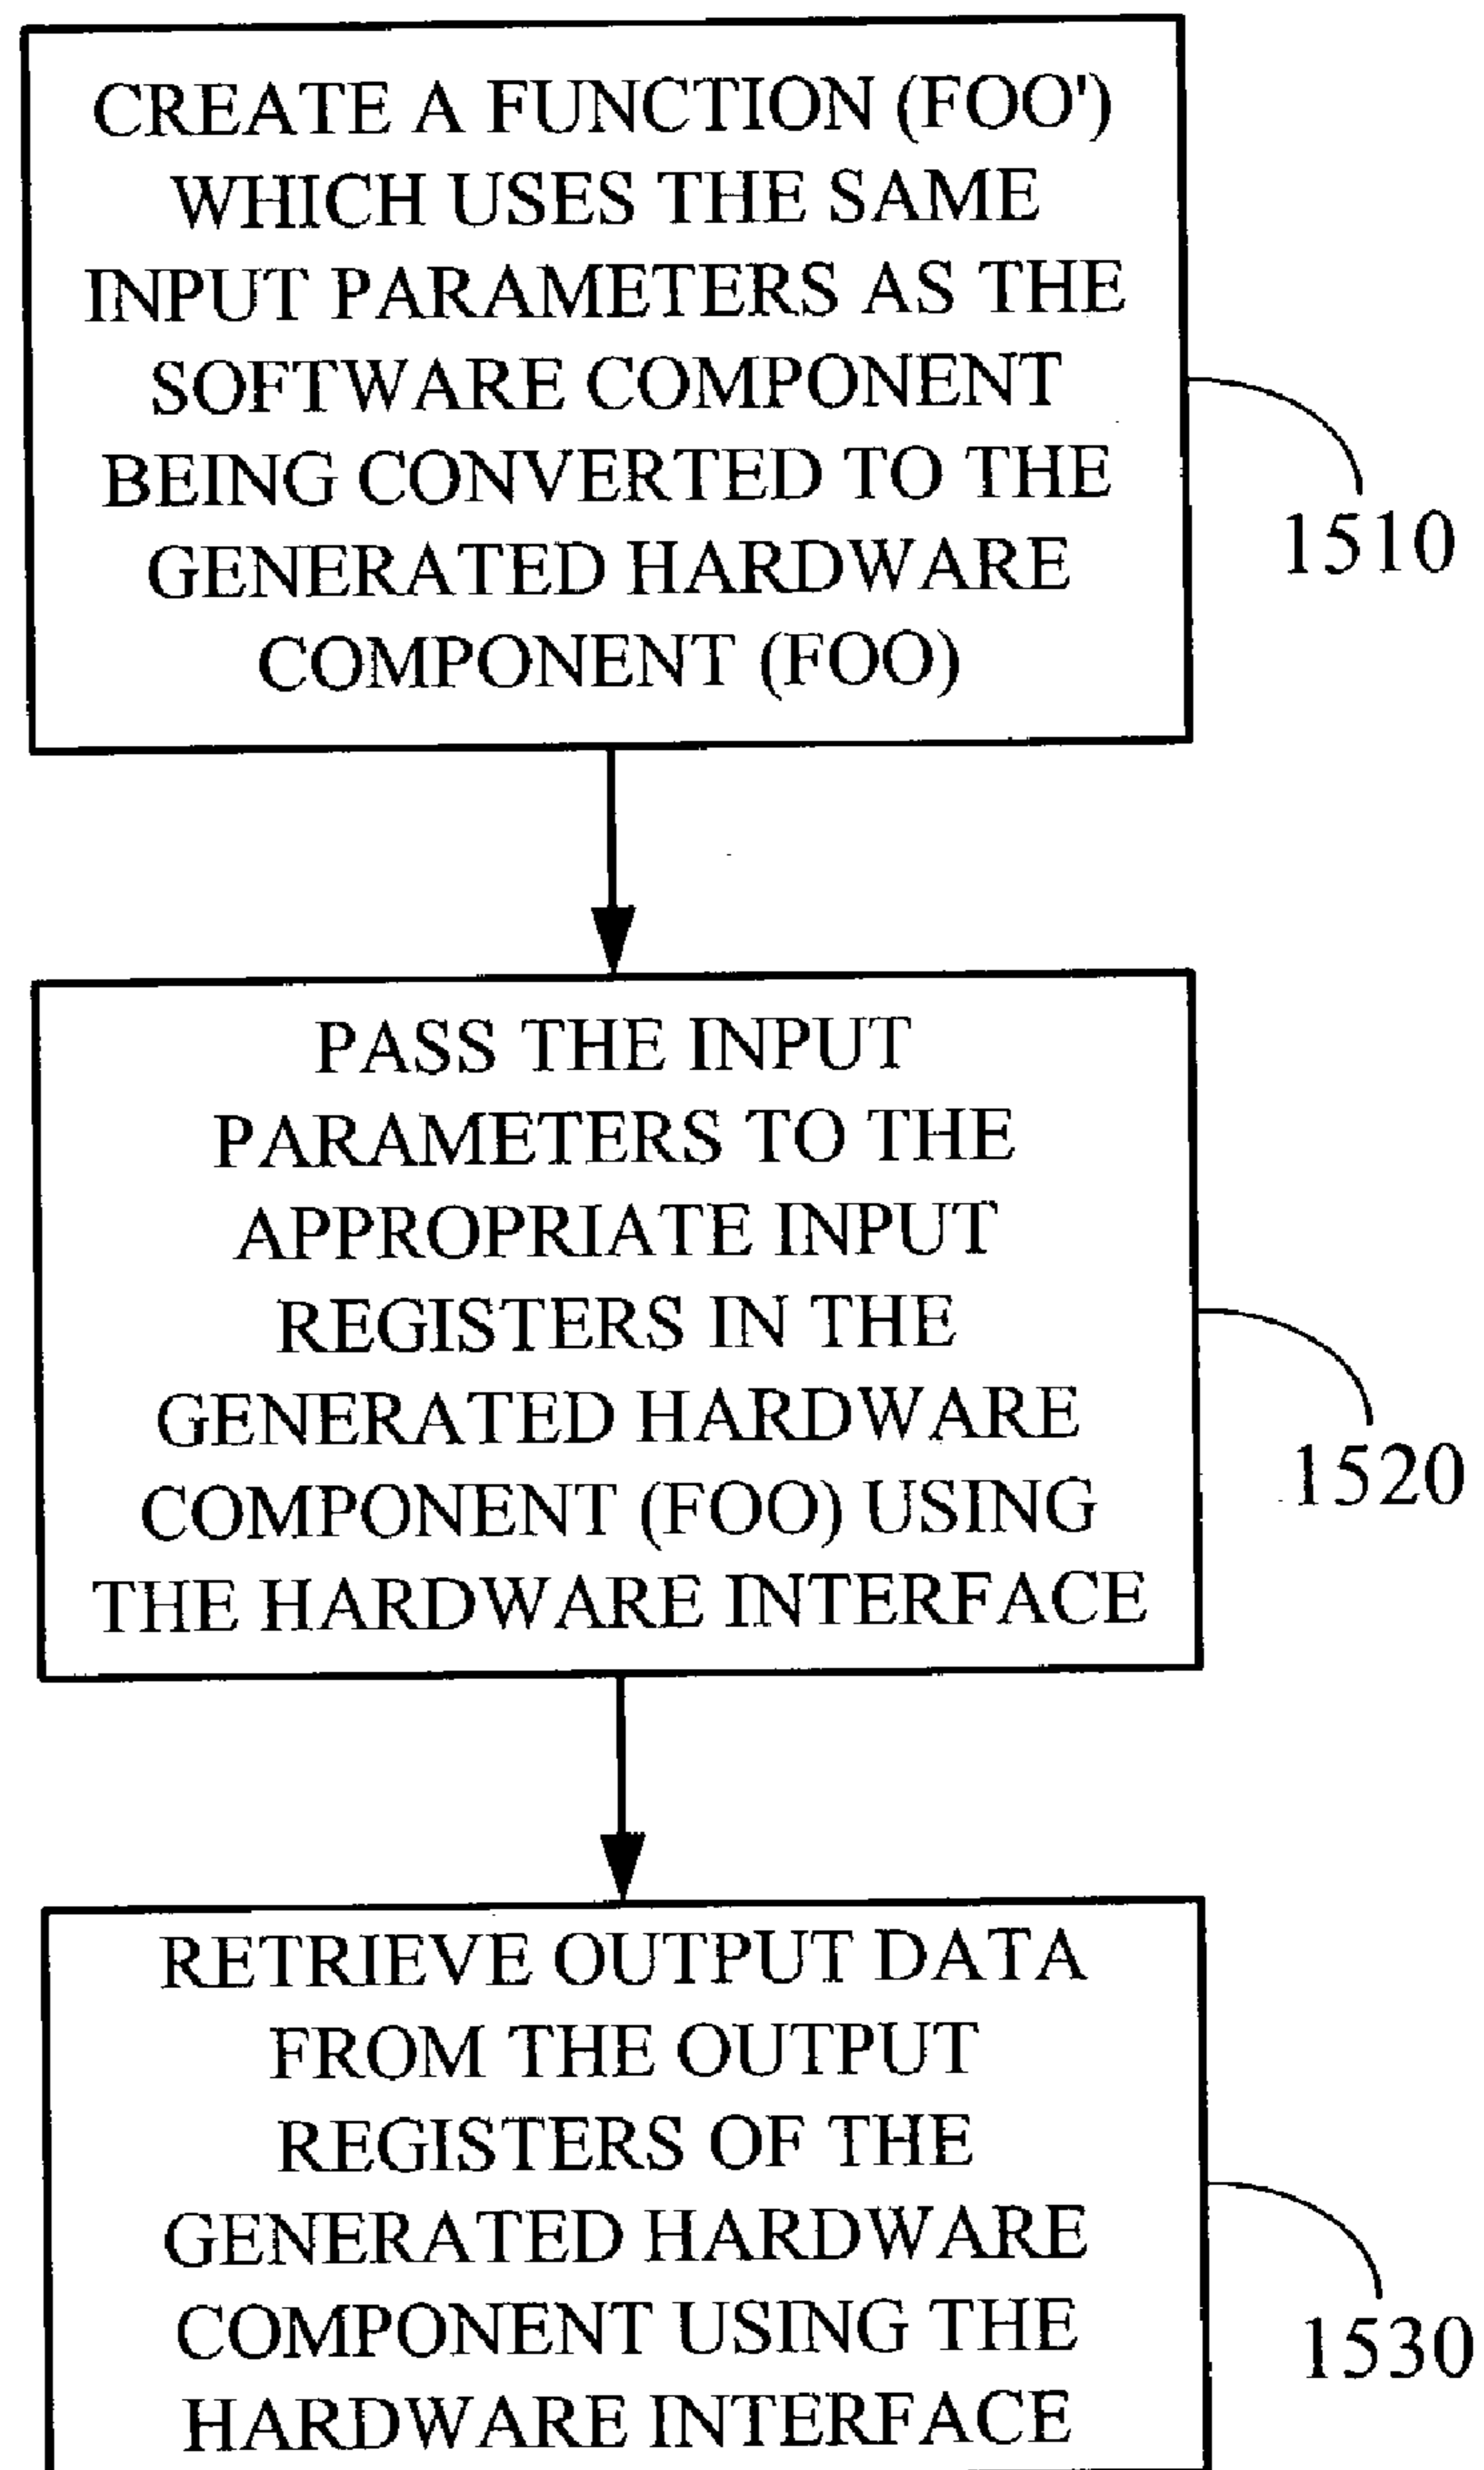 CREATE A FUNCTION (FOO')
WHICH USES THE SAME
INPUT PARAMETERS AS THE
SOFTWARE COMPONENT
BEING CONVERTED TO THE
GENERATED HARDWARE
COMPONENT (FOO)
1510
PASS THE INPUT
PARAMETERS TO THE
APPROPRIATE INPUT
REGISTERS IN THE
GENERATED HARDWARE
COMPONENT (FOO) USING
THE HARDWARE INTERFACE
1520
RETRIEVE OUTPUT DATA
FROM THE OUTPUT
REGISTERS OF THE
GENERATED HARDWARE
COMPONENT USING THE
HARDWARE INTERFACE
1530